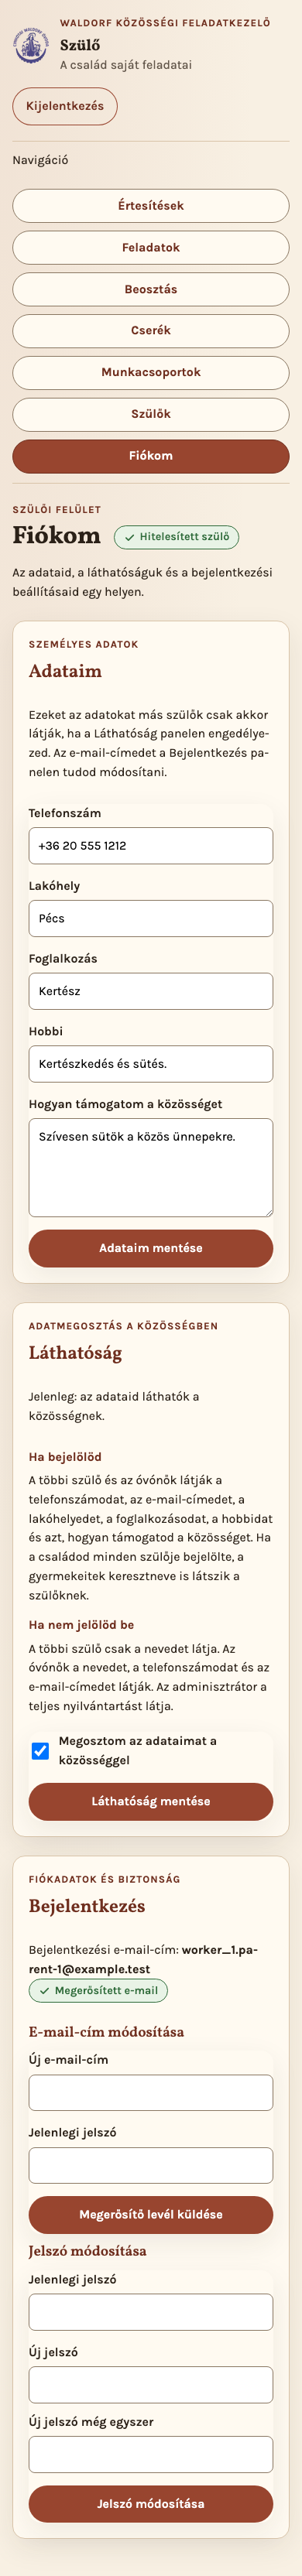 WALDORF KÖZÖSSÉGI FELADATKEZELŐ
Szülő
A család saját feladatai
Kijelentkezés
Navigáció
Értesítések
Feladatok
Beosztás
Cserék
Munkacsoportok
Szülők
Fiókom
SZÜLŐI FELÜLET
Fiókom
Hitelesített szülő
Az adataid, a láthatóságuk és a bejelentkezési
beállításaid egy helyen.
SZEMÉLYES ADATOK
Adataim
Ezeket az adatokat más szülők csak akkor
látják, ha a Láthatóság panelen engedélye-
zed. Az e-mail-címedet a Bejelentkezés pa-
nelen tudod módosítani.
Telefonszám
+36 20 555 1212
Lakóhely
Pécs
Foglalkozás
Kertész
Hobbi
Kertészkedés és sütés.
Hogyan támogatom a közösséget
Szívesen sütök a közös ünnepekre.
Adataim mentése
ADATMEGOSZTÁS A KÖZÖSSÉGBEN
Láthatóság
Jelenleg: az adataid láthatók a
közösségnek.
Ha bejelölöd
A többi szülő és az óvónők látják a
telefonszámodat, az e-mail-címedet, a
lakóhelyedet, a foglalkozásodat, a hobbidat
és azt, hogyan támogatod a közösséget. Ha
a családod minden szülője bejelölte, a
gyermekeitek keresztneve is látszik a
szülőknek.
Ha nem jelölöd be
A többi szülő csak a nevedet látja. Az
óvónők a nevedet, a telefonszámodat és az
e-mail-címedet látják. Az adminisztrátor a
teljes nyilvántartást látja.
Megosztom az adataimat a
közösséggel
Láthatóság mentése
FIÓKADATOK ÉS BIZTONSÁG
Bejelentkezés
Bejelentkezési e-mail-cím: worker_1.pa-
rent-1@example.test
Megerősített e-mail
E-mail-cím módosítása
Új e-mail-cím
Jelenlegi jelszó
Megerősítő levél küldése
Jelszó módosítása
Jelenlegi jelszó
Új jelszó
Új jelszó még egyszer
Jelszó módosítása